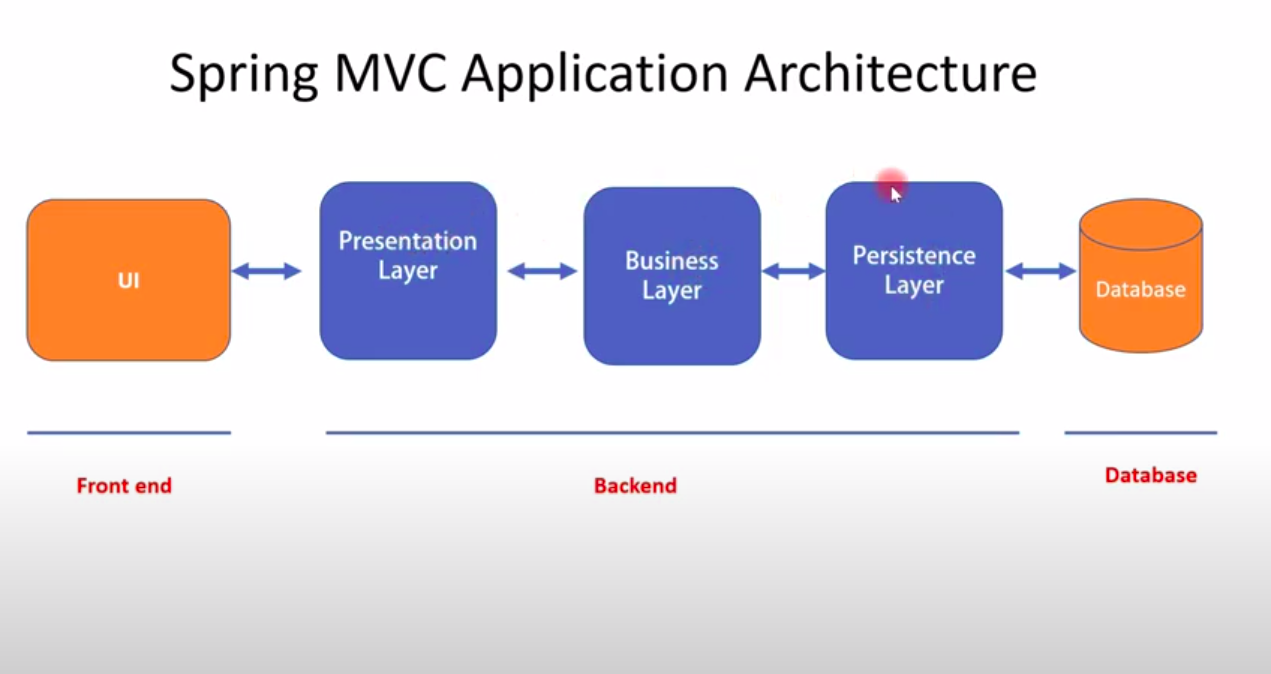 Spring MVC Application Architecture
UI
Presentation
Layer
Business
Layer
Persistence
Layer
Database
Front end
Backend
Database